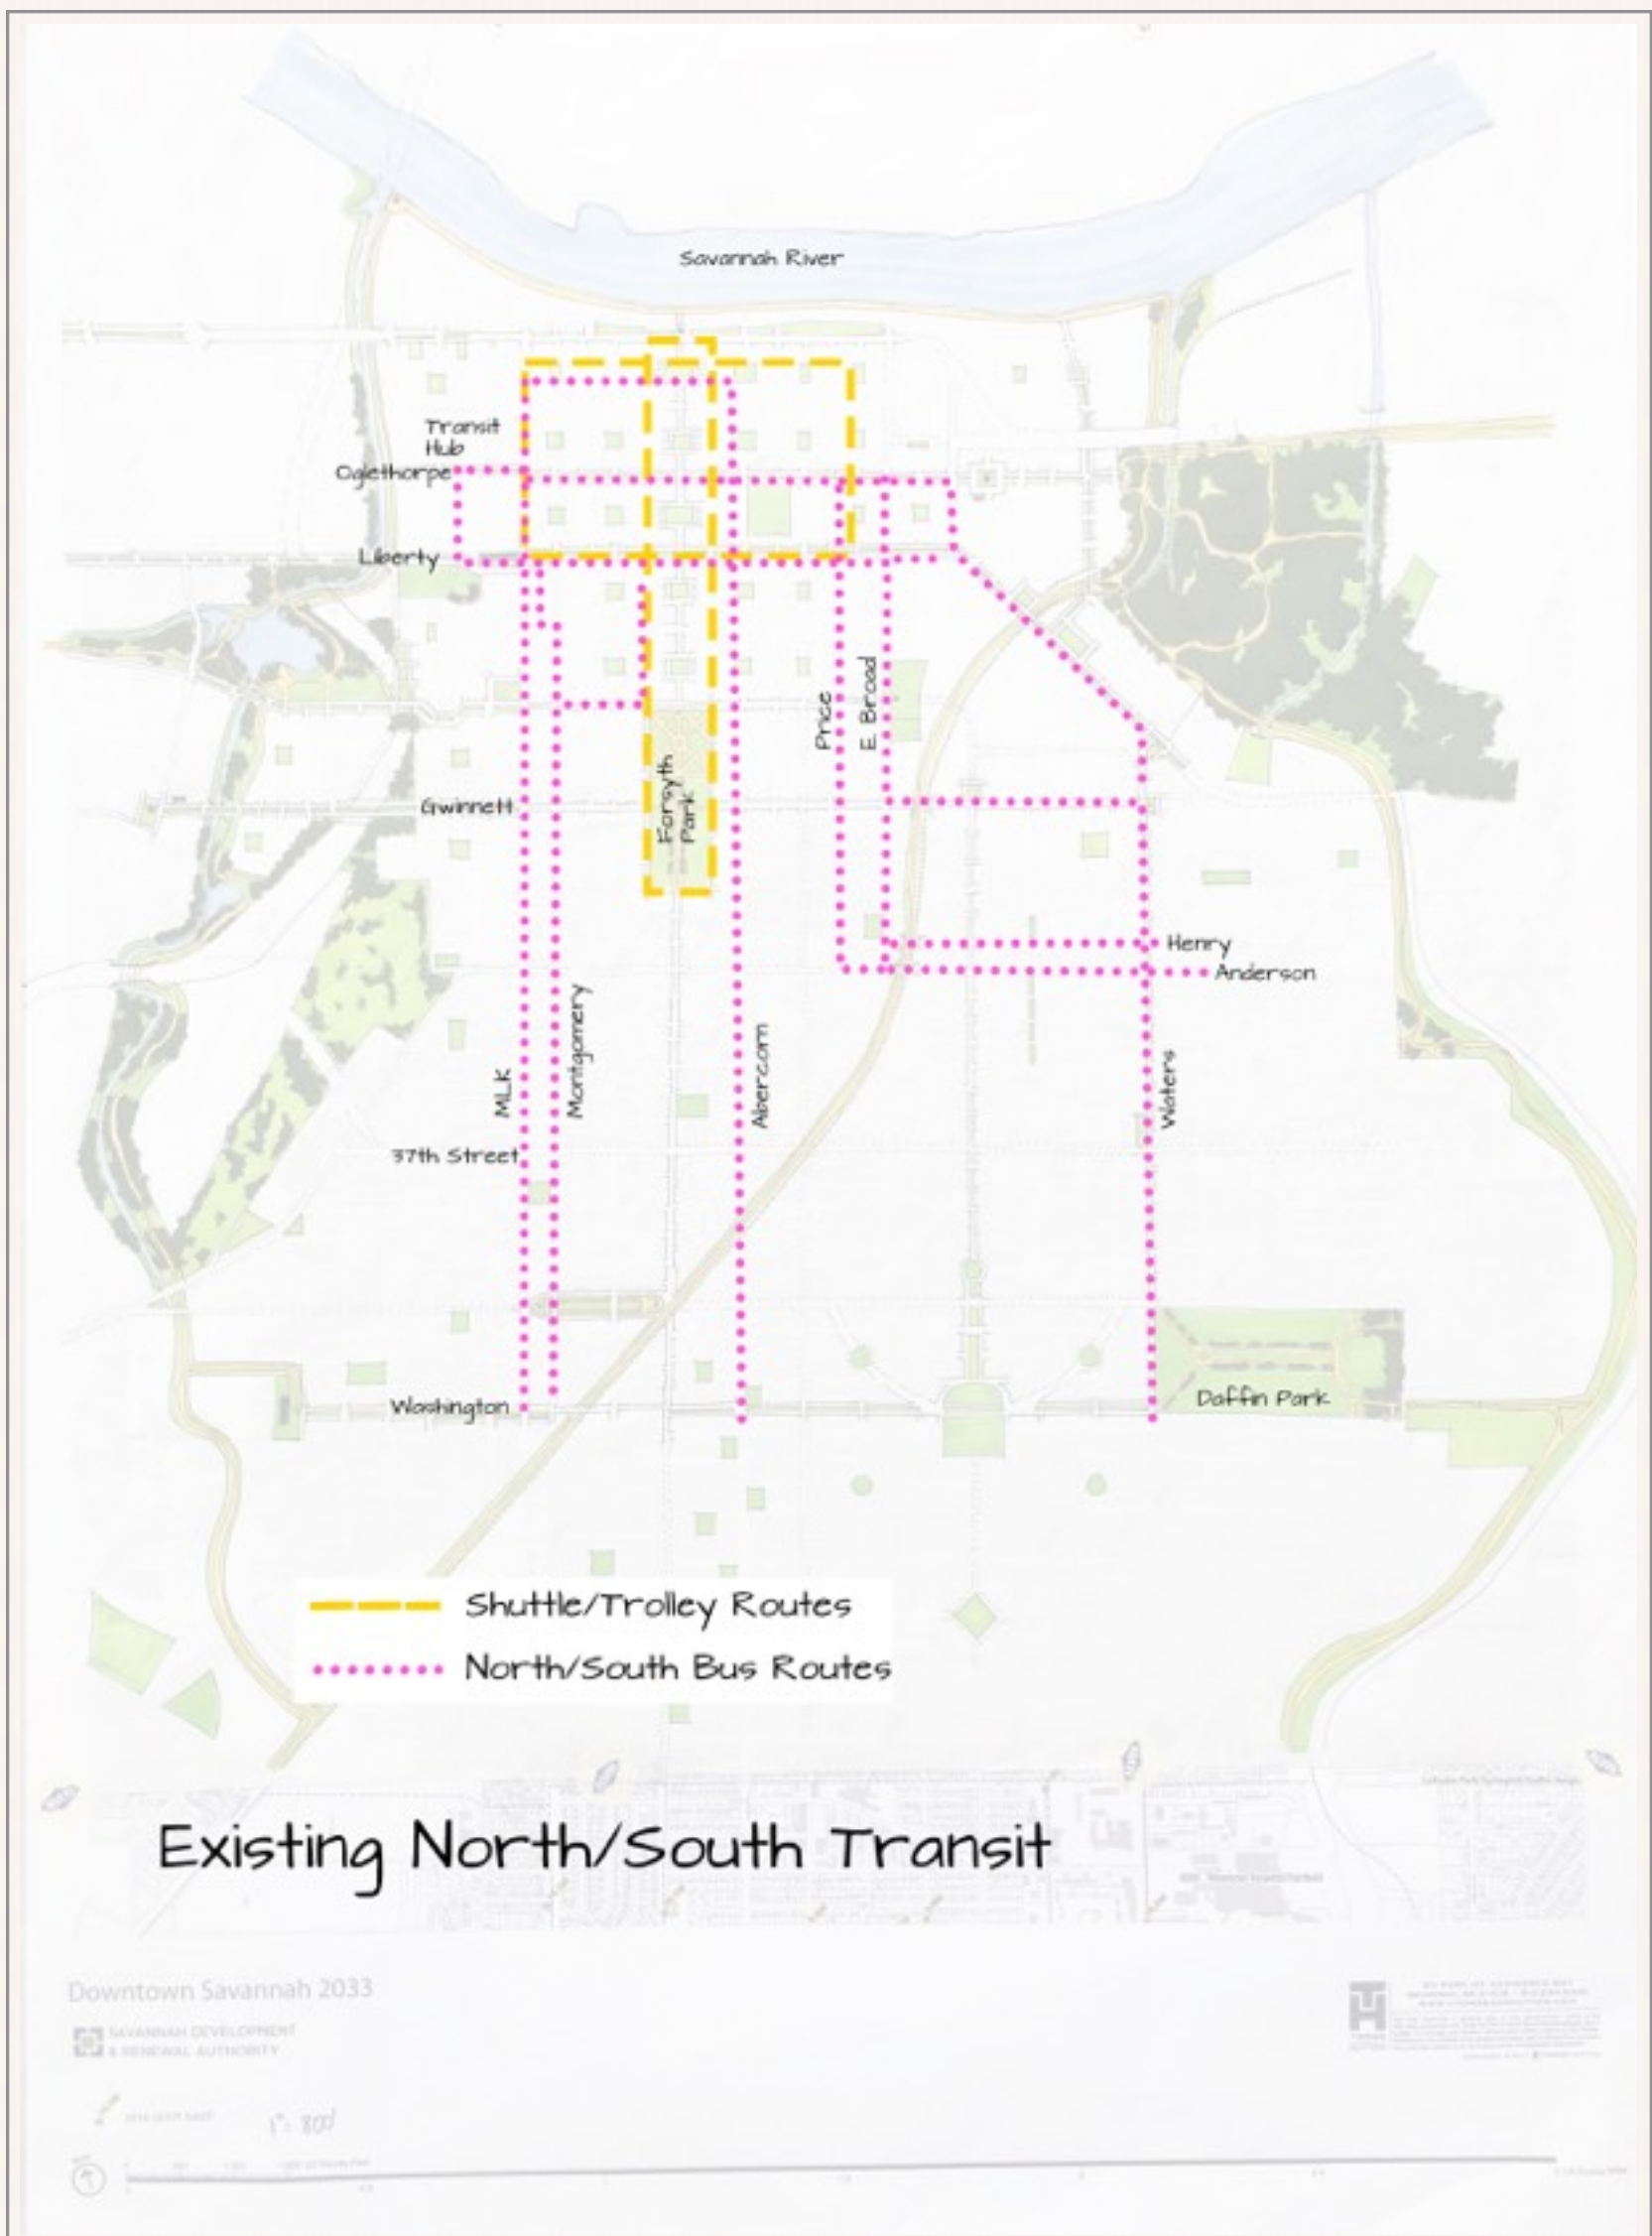 Savannah River
Transit
Hub
Oglethorpe
Liberty
Price
E. Broad
Forsyth
Park
Gwinnett
Henry
Anderson
MLK
Montgomery
Abercorn
Waters
37th Street
Washington
Daffin Park
Shuttle/Trolley Routes
North/South Bus Routes
Existing North/South Transit
Downtown Savannah 2033
SAVANNAH DEVELOPMENT
& RENEWAL AUTHORITY
1"= 800'